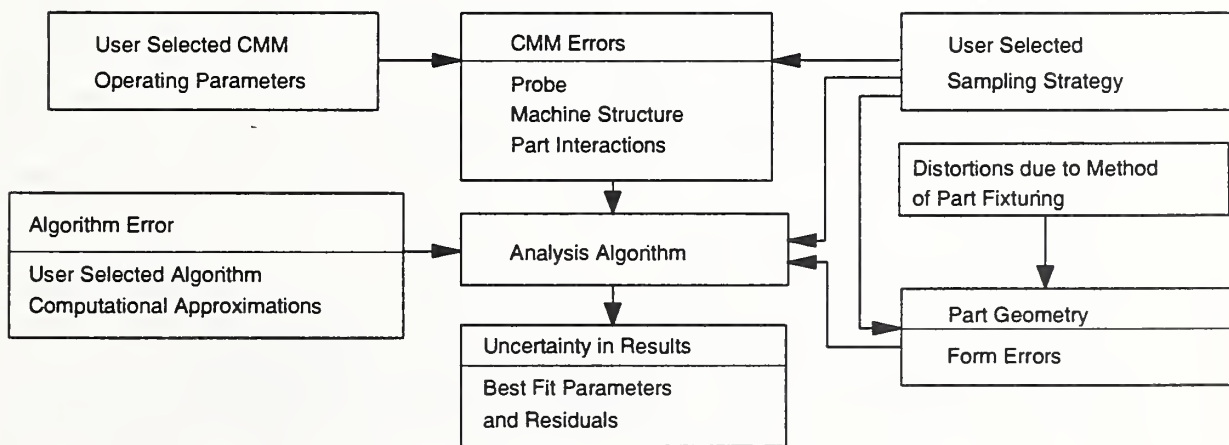 User Selected CMM
Operating Parameters
CMM Errors
Probe
Machine Structure
Part Interactions
User Selected
Sampling Strategy
Distortions due to Method
of Part Fixturing
Algorithm Error
User Selected Algorithm
Computational Approximations
Analysis Algorithm
Part Geometry
Form Errors
Uncertainty in Results
Best Fit Parameters
and Residuals